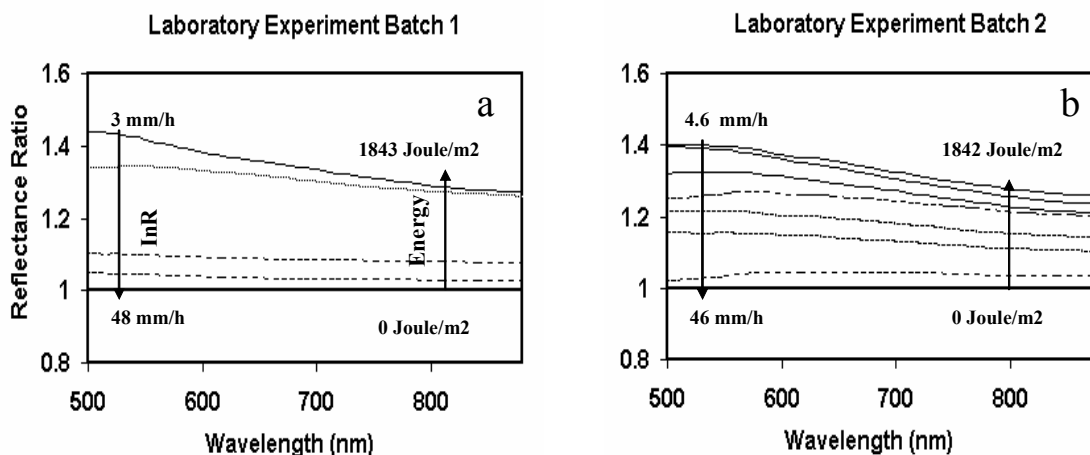 Laboratory Experiment Batch 1
a
Reflectance Ratio
1.6
1.4
1.2
1
0.8
3 mm/h
InR
48 mm/h
1843 Joule/m2
Energy
0 Joule/m2
500
600
700
800
Wavelength (nm)
Laboratory Experiment Batch 2
b
1.6
1.4
1.2
1
0.8
4.6 mm/h
46 mm/h
1842 Joule/m2
0 Joule/m2
500
600
700
800
Wavelength (nm)